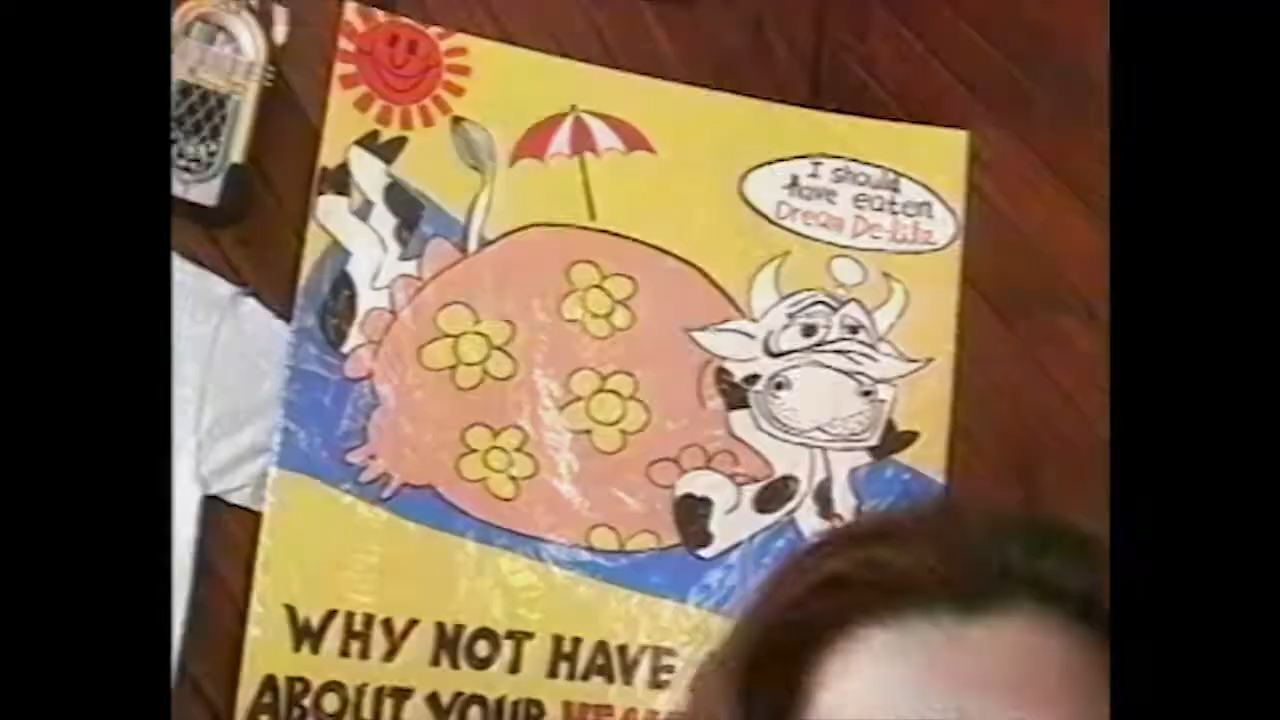 I should
have eaten
Dream De-Lite
WHY NOT HAVE
ABOUT YOUR